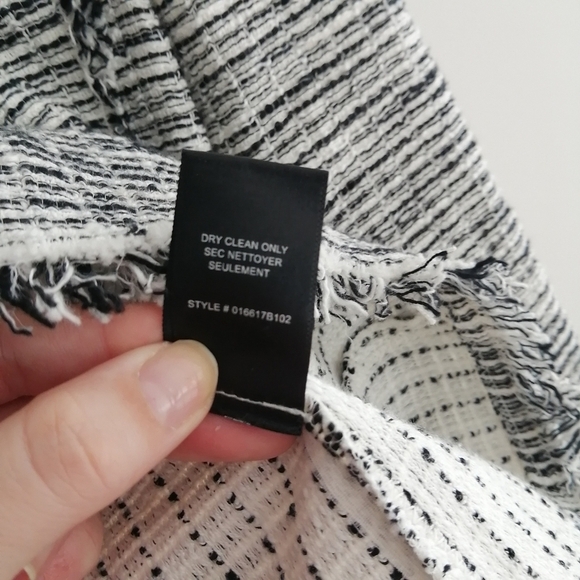 DRY CLEAN ONLY
SEC NETTOYER
SEULEMENT
STYLE # 016617B102